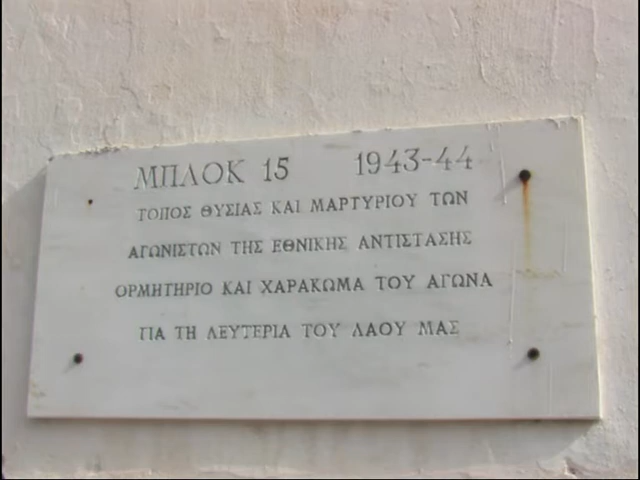 ΜΠΛΟΚ 15 1943-44
ΤΟΠΟΣ ΘΥΣΙΑΣ ΚΑΙ ΜΑΡΤΥΡΙΟΥ ΤΩΝ
ΑΓΩΝΙΣΤΩΝ ΤΗΣ ΕΘΝΙΚΗΣ ΑΝΤΙΣΤΑΣΗΣ
ΟΡΜΗΤΗΡΙΟ ΚΑΙ ΧΑΡΑΚΩΜΑ ΤΟΥ ΑΓΩΝΑ
ΓΙΑ ΤΗ ΛΕΥΤΕΡΙΑ ΤΟΥ ΛΑΟΥ ΜΑΣ